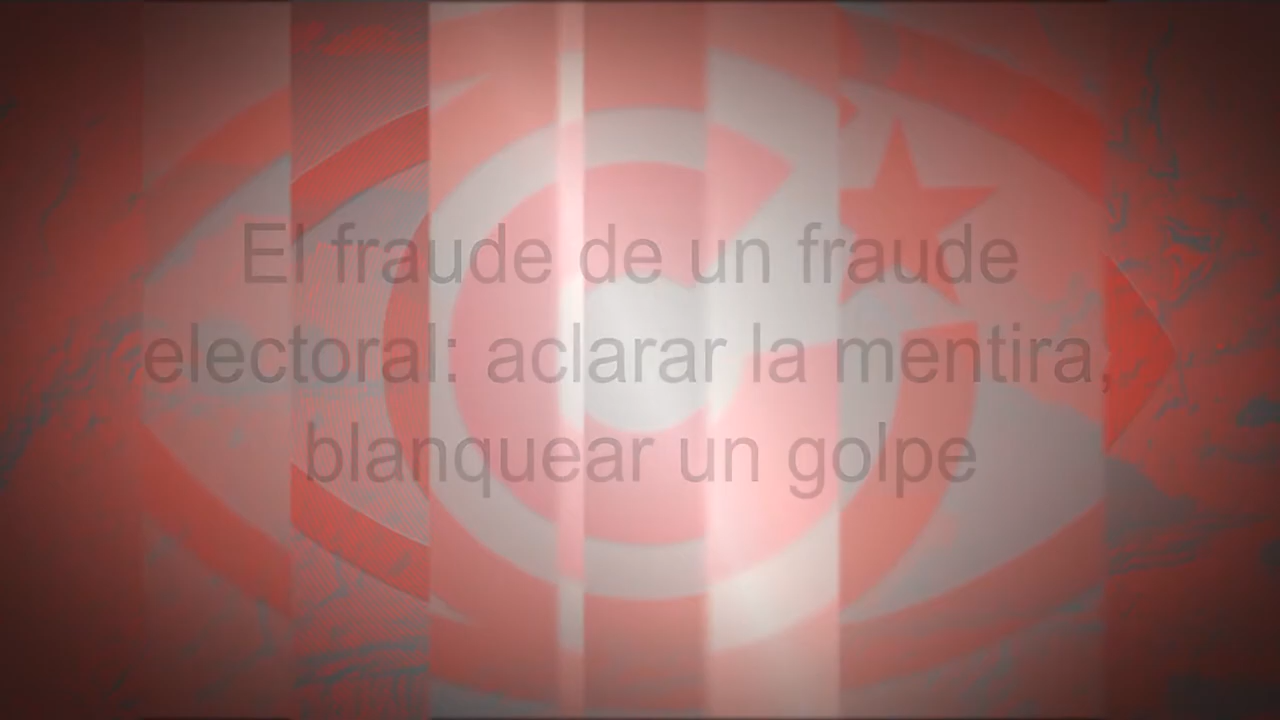 El fraude de un fraude
electoral: aclarar la mentira,
blanquear un golpe